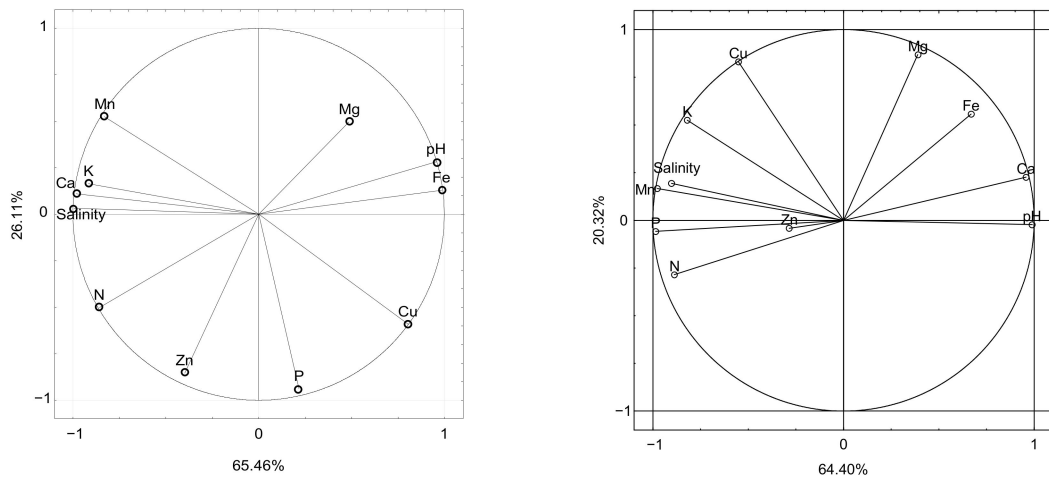 1
Mn
Mg
pH
Fe
K
Ca
Salinity
0
26.11%
N
Zn
P
Cu
−1
−1 0 1
65.46%
1
Cu
Mg
Fe
K
Salinity
Mn
Ca
pH
Zn
P
0
20.32%
N
−1
−1 0 1
64.40%